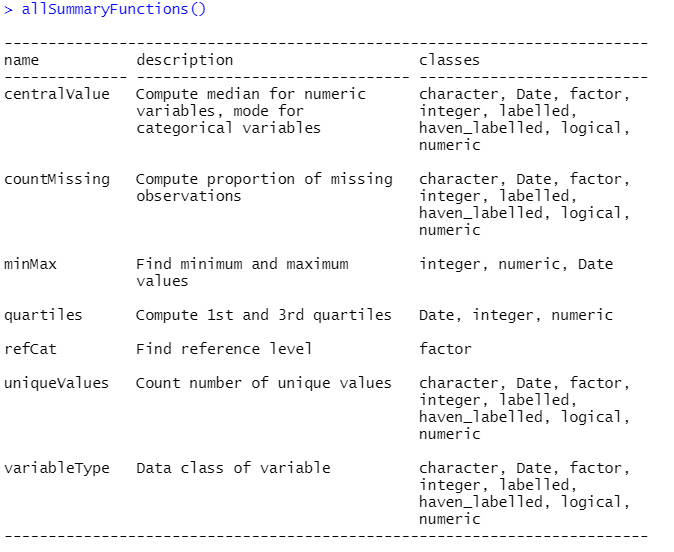 > allSummaryFunctions()
--------------------------------------------------------------------------
name description classes
-------------- ------------------------------- --------------------------
centralValue Compute median for numeric character, Date, factor,
variables, mode for integer, labelled,
categorical variables haven_labelled, logical,
numeric
countMissing Compute proportion of missing character, Date, factor,
observations integer, labelled,
haven_labelled, logical,
numeric
minMax Find minimum and maximum integer, numeric, Date
values
quartiles Compute 1st and 3rd quartiles Date, integer, numeric
refCat Find reference level factor
uniqueValues Count number of unique values character, Date, factor,
integer, labelled,
haven_labelled, logical,
numeric
variableType Data class of variable character, Date, factor,
integer, labelled,
haven_labelled, logical,
numeric
--------------------------------------------------------------------------